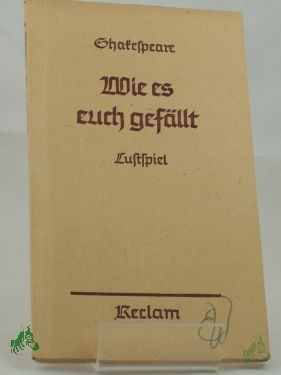 Shakespeare
Wie es
euch gefällt
Lustspiel
Reclam